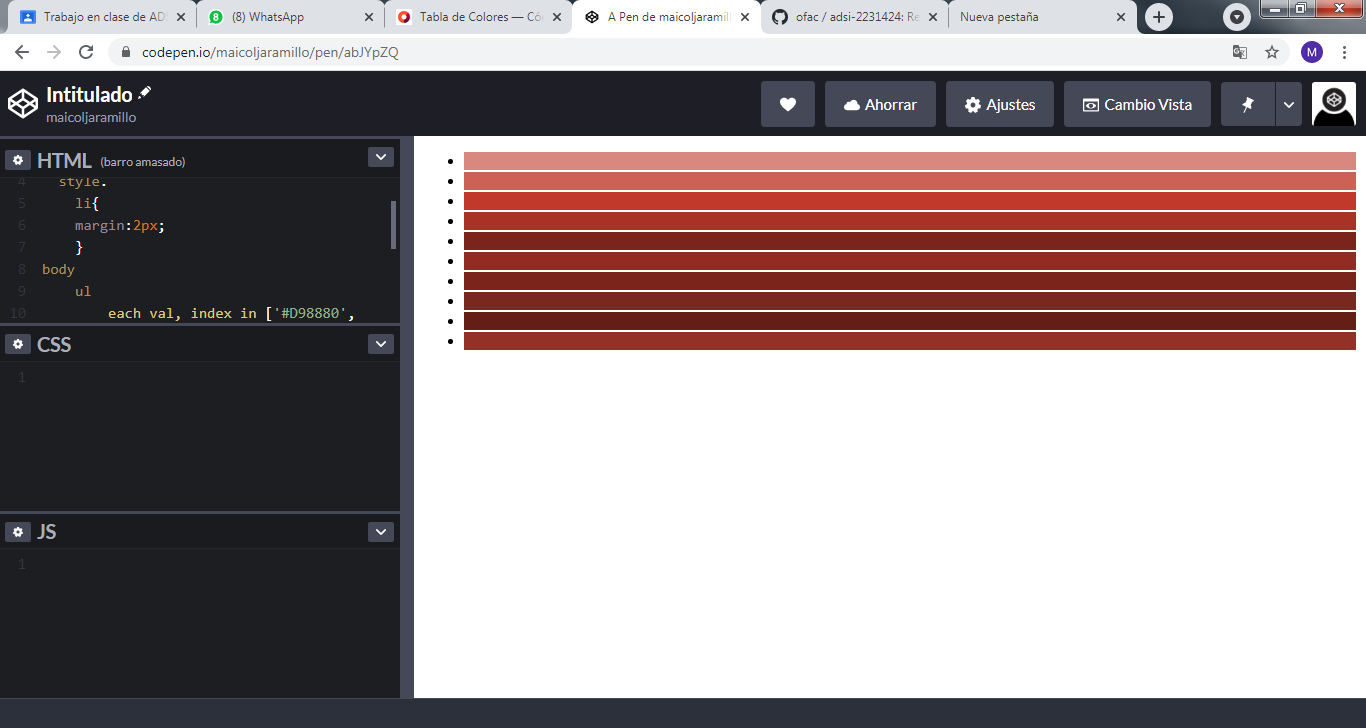 Trabajo en clase de AD
8
(8) WhatsApp
Tabla de Colores — Có
A Pen de maicoljaramill
ofac / adsi-2231424: Re
Nueva pestaña
codepen.io/maicoljaramillo/pen/abJYpZQ
M
Intitulado
maicoljaramillo
Ahorrar
Ajustes
Cambio Vista
HTML (barro amasado)
4 style.
5 li{
6 margin:2px;
7 }
8 body
9 ul
10 each val, index in ['#D98880',
CSS
1
JS
1